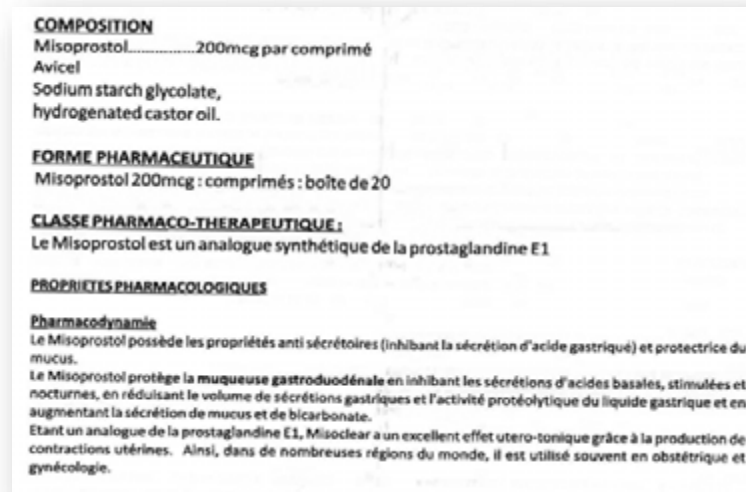 COMPOSITION
Misoprostol................200mcg par comprimé
Avicel
Sodium starch glycolate,
hydrogenated castor oil.
FORME PHARMACEUTIQUE
Misoprostol 200mcg : comprimés : boîte de 20
CLASSE PHARMACO-THERAPEUTIQUE :
Le Misoprostol est un analogue synthétique de la prostaglandine E1
PROPRIETES PHARMACOLOGIQUES
Pharmacodynamie
Le Misoprostol possède les propriétés anti sécrétoires (inhibant la sécrétion d'acide gastrique) et protectrice du
mucus.
Le Misoprostol protège la muqueuse gastroduodénale en inhibant les sécrétions d'acides basales, stimulées et
nocturnes, en réduisant le volume de sécrétions gastriques et l'activité protéolytique du liquide gastrique et en
augmentant la sécrétion de mucus et de bicarbonate.
Etant un analogue de la prostaglandine E1, Misoclear a un excellent effet utero-tonique grâce à la production de
contractions utérines. Ainsi, dans de nombreuses régions du monde, il est utilisé souvent en obstétrique et
gynécologie.